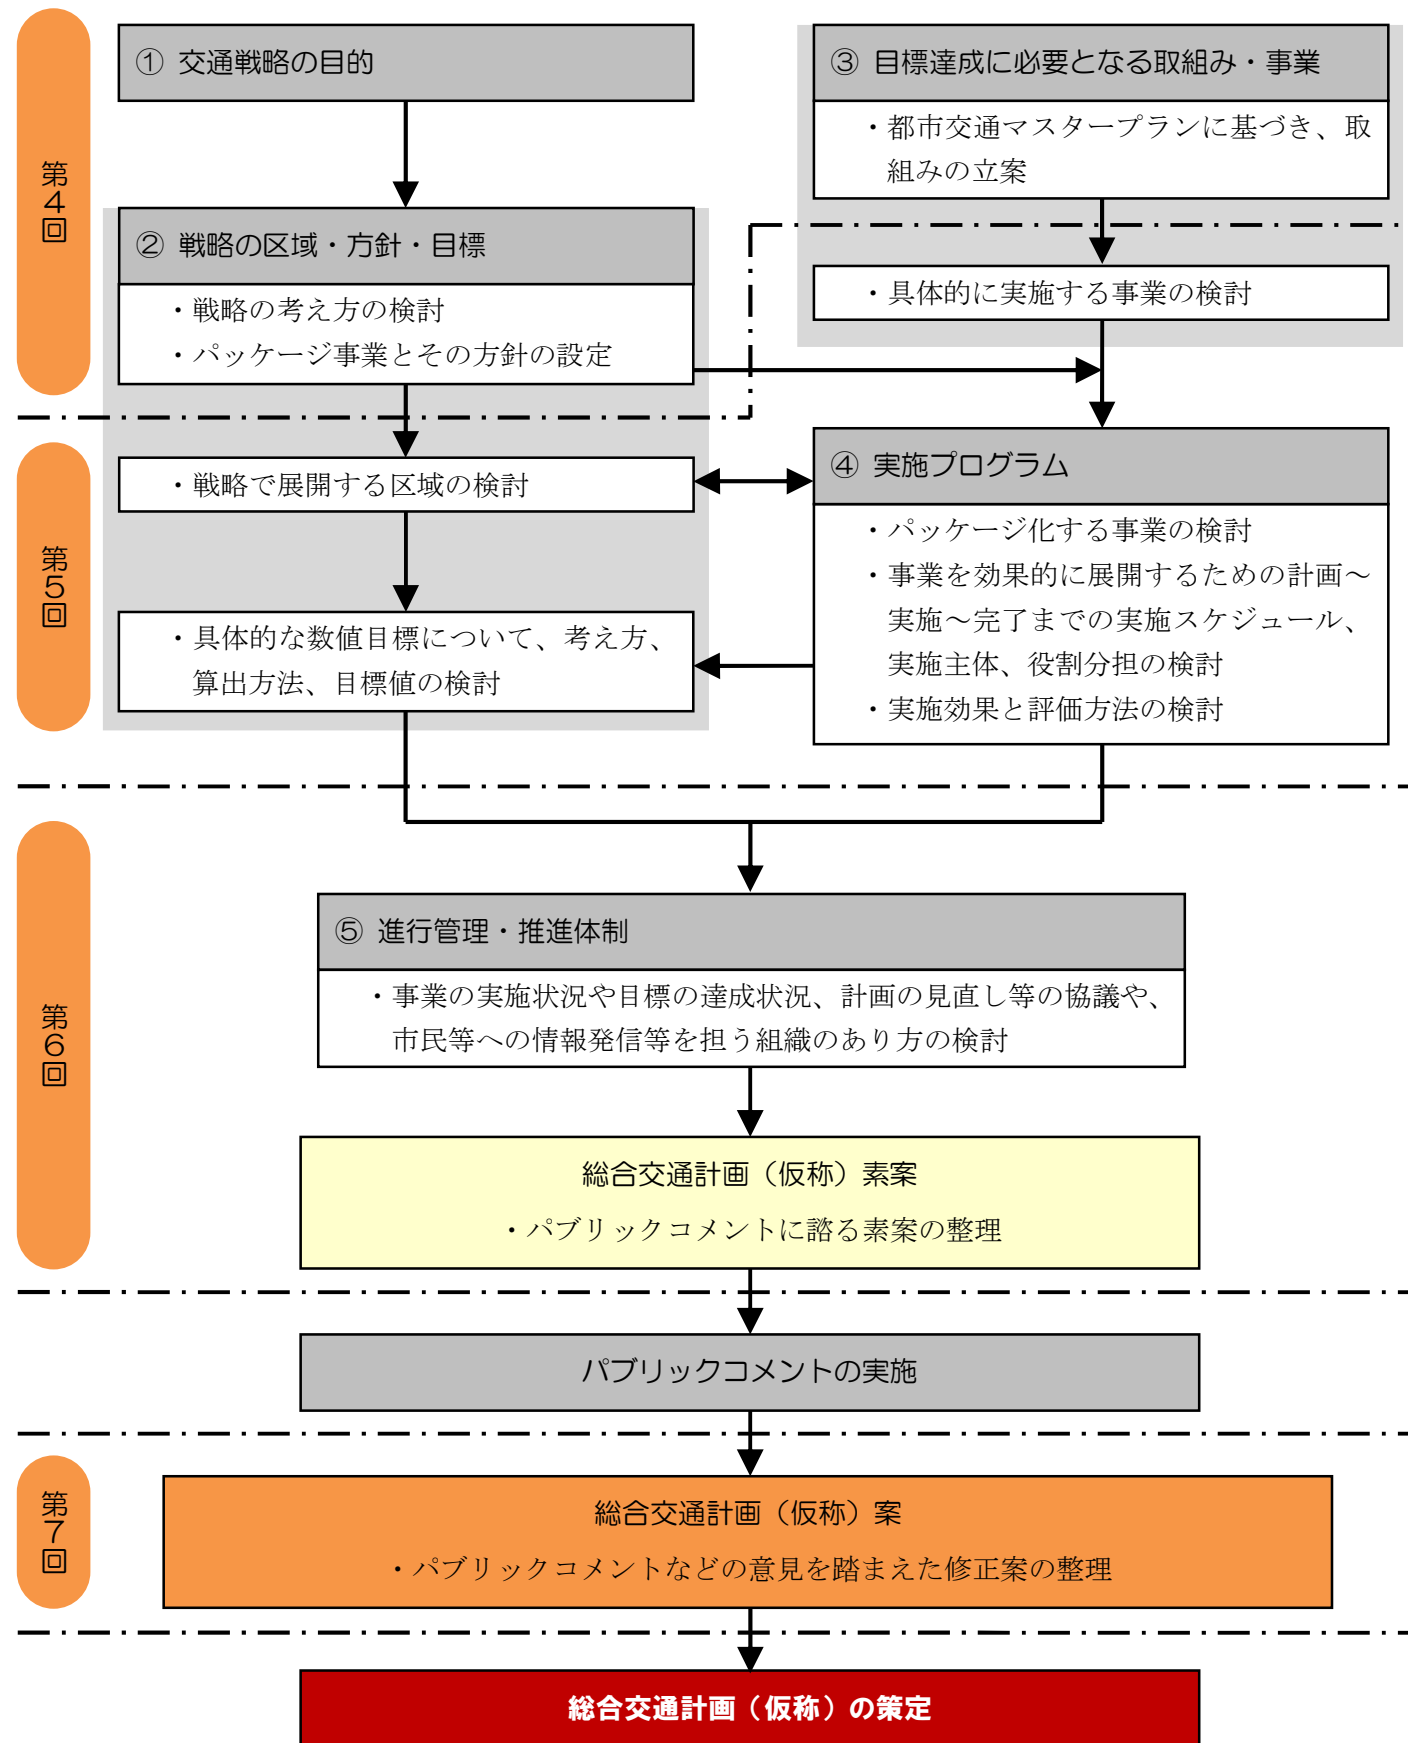 第4回
① 交通戦略の目的
③ 目標達成に必要となる取組み・事業
・都市交通マスタープランに基づき、取
組みの立案
② 戦略の区域・方針・目標
・戦略の考え方の検討
・パッケージ事業とその方針の設定
・具体的に実施する事業の検討
第5回
・戦略で展開する区域の検討
④ 実施プログラム
・パッケージ化する事業の検討
・事業を効果的に展開するための計画～
実施～完了までの実施スケジュール、
実施主体、役割分担の検討
・実施効果と評価方法の検討
・具体的な数値目標について、考え方、
算出方法、目標値の検討
第6回
⑤ 進行管理・推進体制
・事業の実施状況や目標の達成状況、計画の見直し等の協議や、
市民等への情報発信等を担う組織のあり方の検討
総合交通計画（仮称）素案
・パブリックコメントに諮る素案の整理
パブリックコメントの実施
第7回
総合交通計画（仮称）案
・パブリックコメントなどの意見を踏まえた修正案の整理
総合交通計画（仮称）の策定